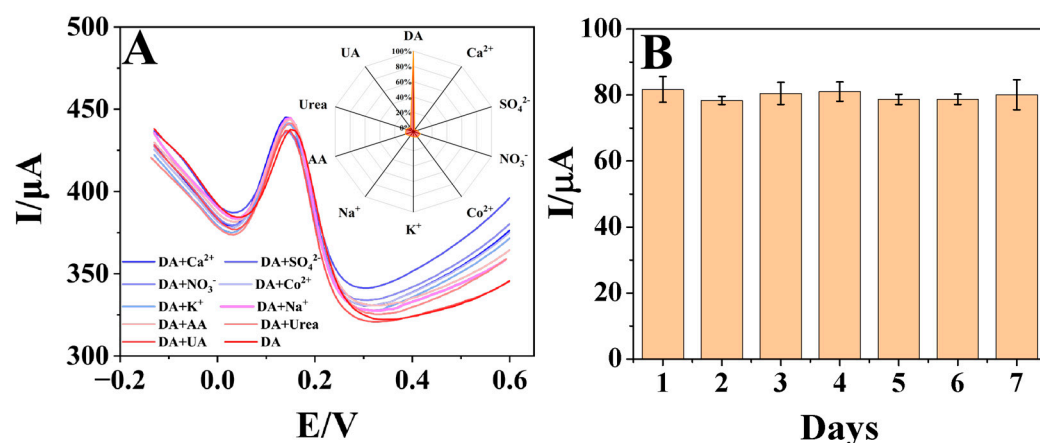 A
500
450
400
350
300
I/μA
−0.2
0.0
0.2
0.4
0.6
E/V
DA
Ca²⁺
SO₄²⁻
NO₃⁻
Co²⁺
K⁺
Na⁺
AA
Urea
UA
100%
80%
60%
40%
20%
0%
DA+Ca²⁺ DA+SO₄²⁻
DA+NO₃⁻ DA+Co²⁺
DA+K⁺ DA+Na⁺
DA+AA DA+Urea
DA+UA DA
B
100
80
60
40
20
0
I/μA
1 2 3 4 5 6 7
Days